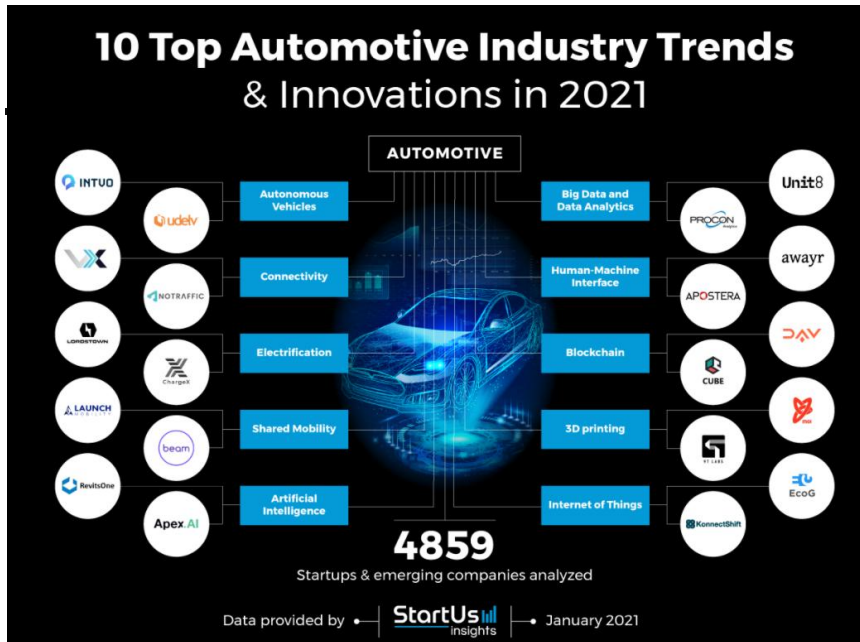 10 Top Automotive Industry Trends
& Innovations in 2021
AUTOMOTIVE
INTUO
udelv
Autonomous
Vehicles
Big Data and
Data Analytics
Unit8
PROCON
Analytics
VX
NOTRAFFIC
Connectivity
Human-Machine
Interface
awayr
APOSTERA
LORDSTOWN
ChargeX
Electrification
Blockchain
DAV
CUBE
LAUNCH
MOBILITY
beam
Shared Mobility
3D printing
RevitsOne
Apex.AI
Artificial
Intelligence
Internet of Things
EcoG
KonnectShift
4859
Startups & emerging companies analyzed
Data provided by
StartUs
insights
January 2021